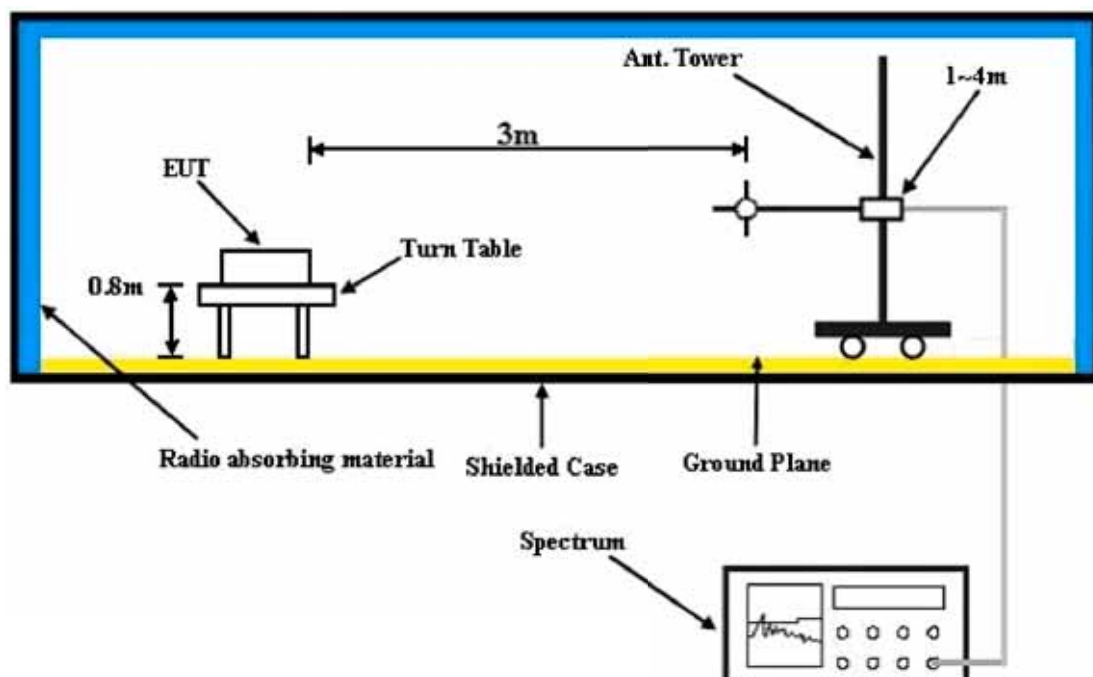 Ant. Tower
1~4m
3m
EUT
Turn Table
0.8m
Radio absorbing material
Shielded Case
Ground Plane
Spectrum